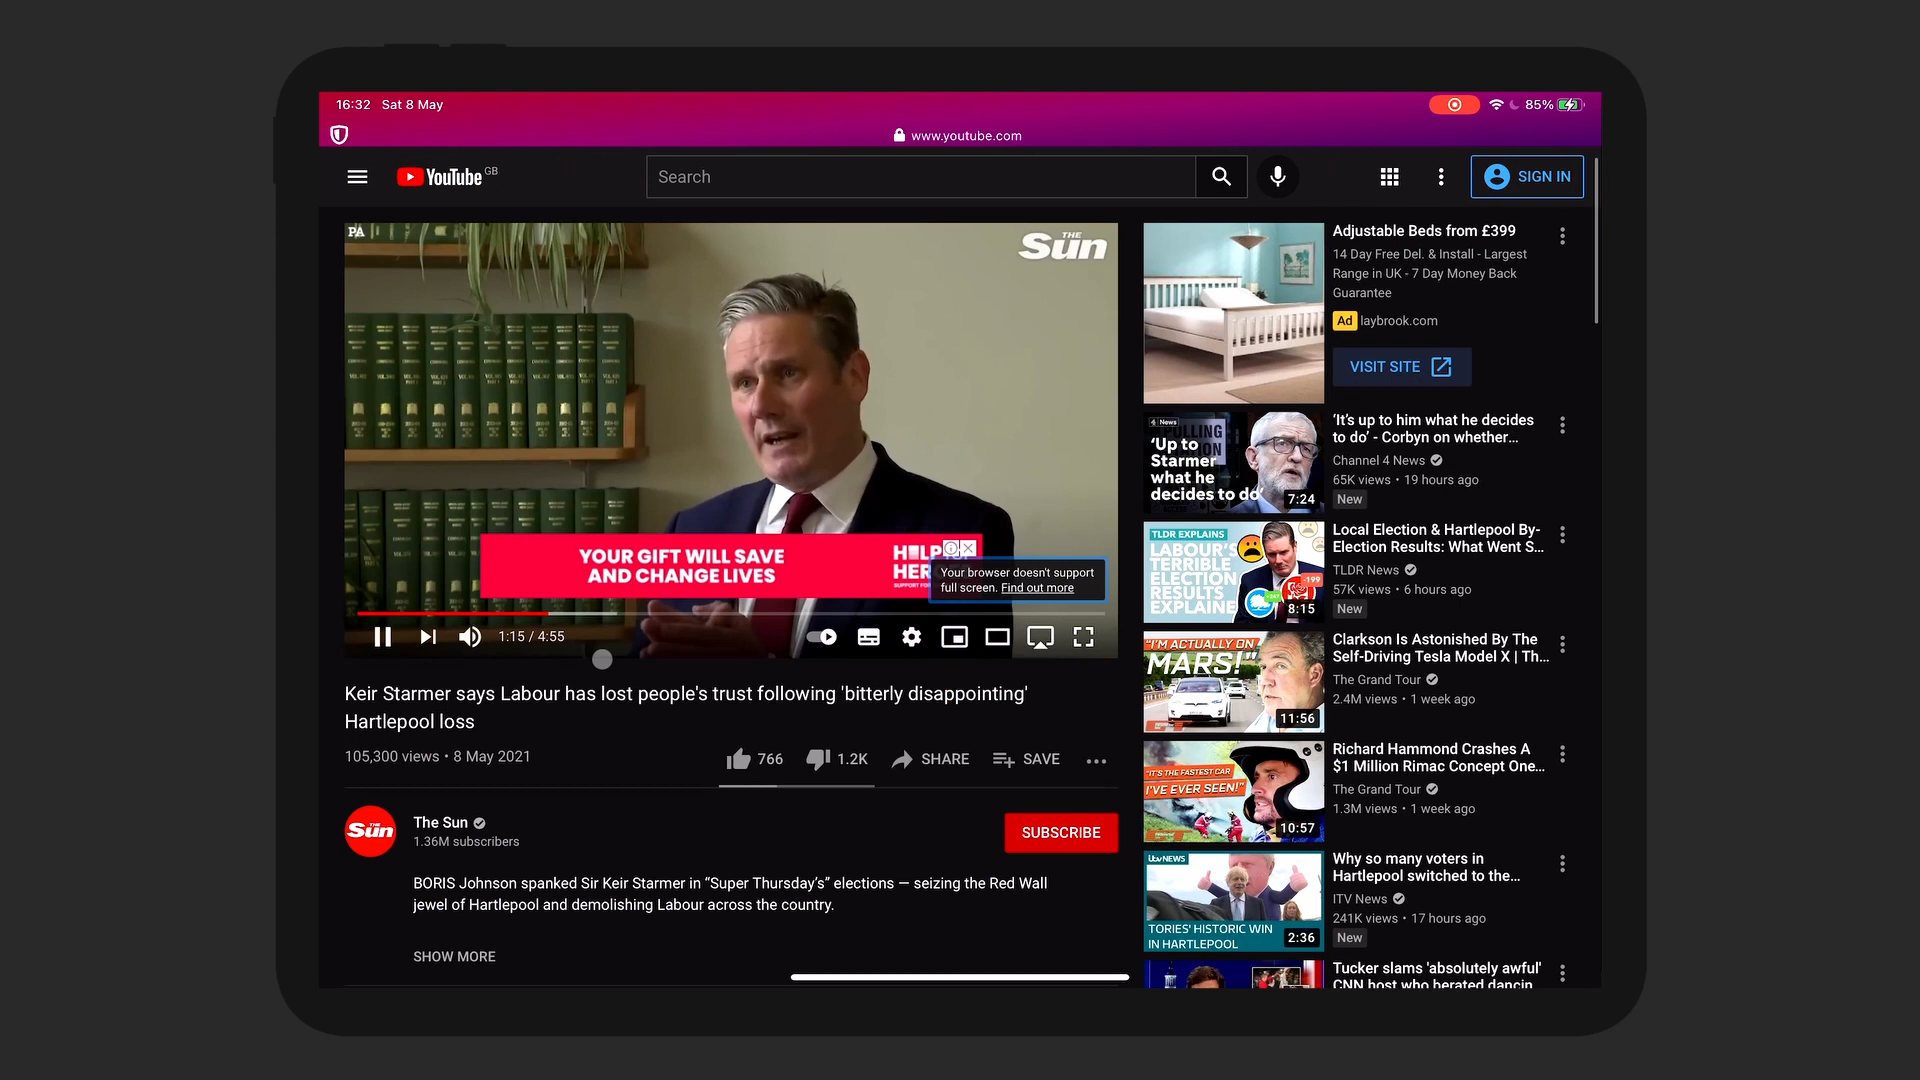 16:32 Sat 8 May
85%
www.youtube.com
YouTube GB
Search
SIGN IN
PA
THE
Sun
YOUR GIFT WILL SAVE
AND CHANGE LIVES
Your browser doesn't support
full screen. Find out more
1:15 / 4:55
Keir Starmer says Labour has lost people's trust following 'bitterly disappointing'
Hartlepool loss
105,300 views • 8 May 2021
766
1.2K
SHARE
SAVE
THE
Sun
The Sun
1.36M subscribers
SUBSCRIBE
BORIS Johnson spanked Sir Keir Starmer in “Super Thursday’s” elections — seizing the Red Wall
jewel of Hartlepool and demolishing Labour across the country.
SHOW MORE
Adjustable Beds from £399
14 Day Free Del. & Install - Largest
Range in UK - 7 Day Money Back
Guarantee
Ad laybrook.com
VISIT SITE
4 News
‘Up to
Starmer
what he
decides to do’
7:24
‘It’s up to him what he decides
to do’ - Corbyn on whether...
Channel 4 News
65K views • 19 hours ago
New
TLDR EXPLAINS
LABOUR'S
TERRIBLE
ELECTION
RESULTS
EXPLAINE
-199
8:15
Local Election & Hartlepool By-
Election Results: What Went S...
TLDR News
57K views • 6 hours ago
New
"I'M ACTUALLY ON
MARS!"
11:56
Clarkson Is Astonished By The
Self-Driving Tesla Model X | Th...
The Grand Tour
2.4M views • 1 week ago
"IT'S THE FASTEST CAR
I'VE EVER SEEN!"
10:57
Richard Hammond Crashes A
$1 Million Rimac Concept One...
The Grand Tour
1.3M views • 1 week ago
itv NEWS
TORIES' HISTORIC WIN
IN HARTLEPOOL
2:36
Why so many voters in
Hartlepool switched to the...
ITV News
241K views • 17 hours ago
New
Tucker slams 'absolutely awful'
CNN host who berated dancin